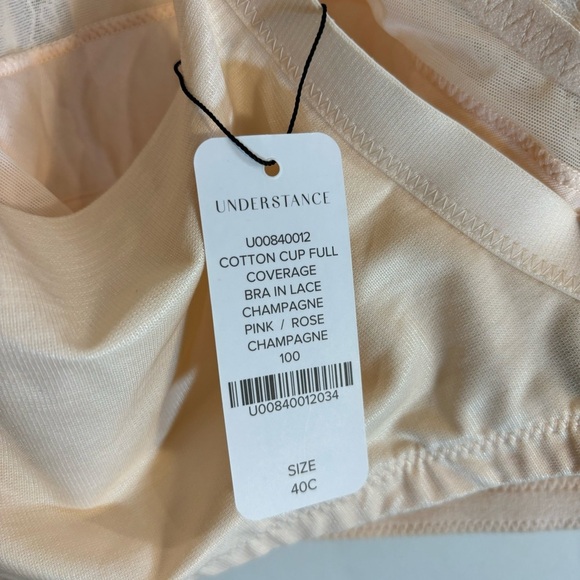 UNDERSTANCE
U00840012
COTTON CUP FULL
COVERAGE
BRA IN LACE
CHAMPAGNE
PINK / ROSE
CHAMPAGNE
100
U00840012034
SIZE
40C